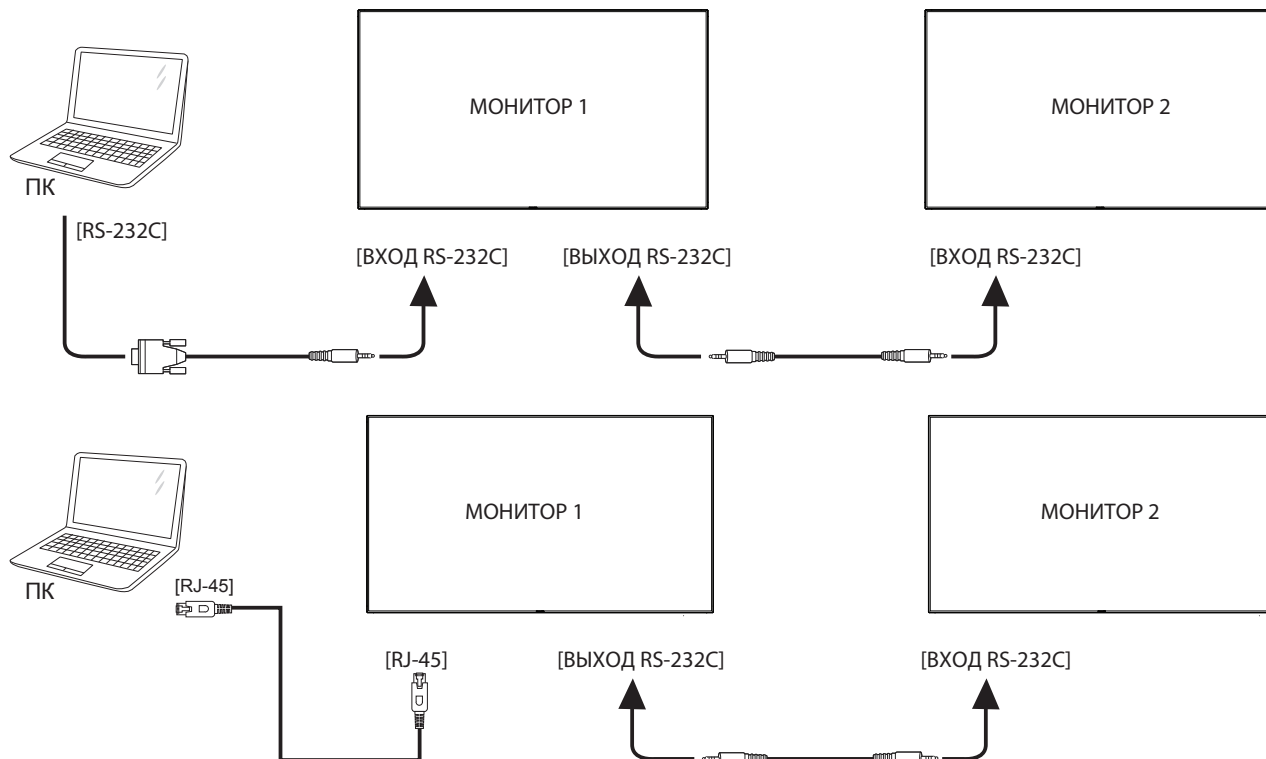 МОНИТОР 1
МОНИТОР 2
ПК
[RS-232C]
[ВХОД RS-232C]
[ВЫХОД RS-232C]
[ВХОД RS-232C]
МОНИТОР 1
МОНИТОР 2
ПК
[RJ-45]
[RJ-45]
[ВЫХОД RS-232C]
[ВХОД RS-232C]